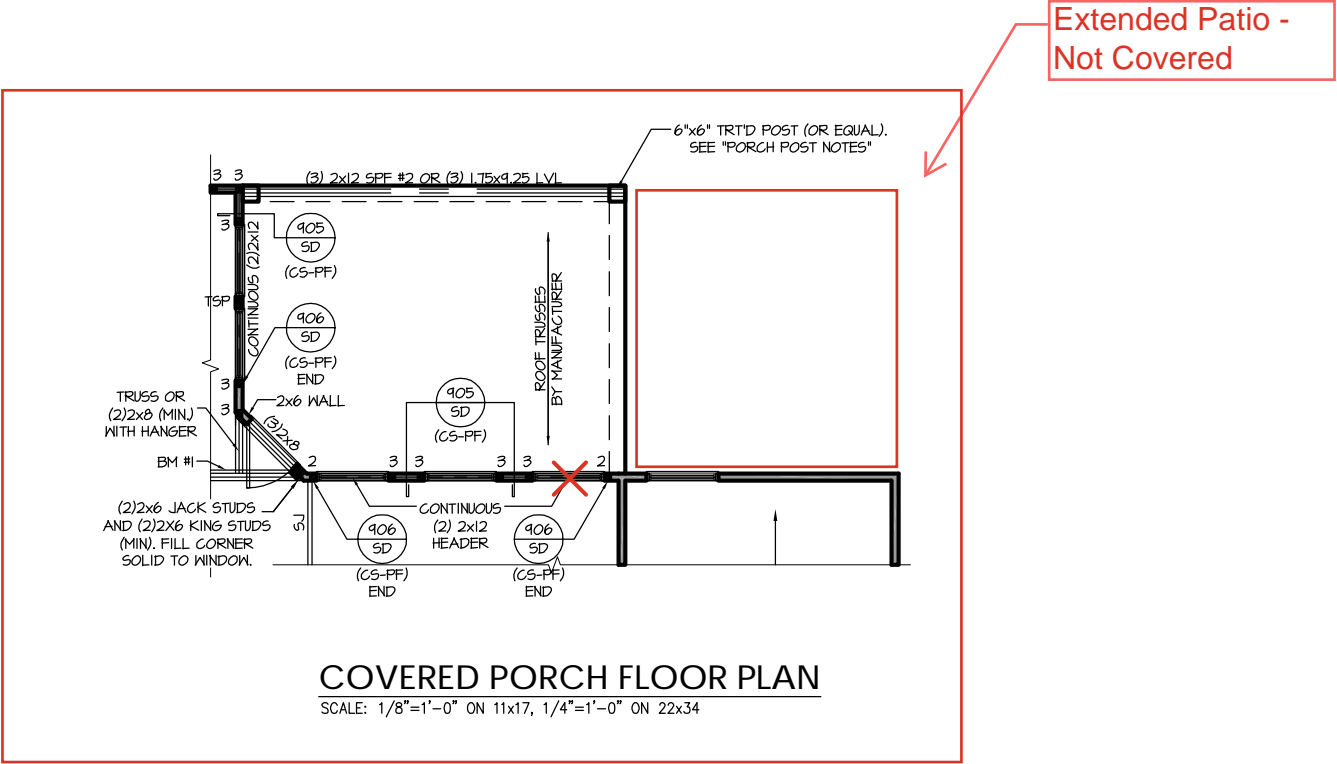 Extended Patio -
Not Covered
6"x6" TRT'D POST (OR EQUAL).
SEE "PORCH POST NOTES"
3 3
(3) 2x12 SPF #2 OR (3) 1.75x9.25 LVL
3
905
SD
(CS-PF)
CONTINUOUS (2)2x12
TSP
906
SD
(CS-PF)
END
ROOF TRUSSES
BY MANUFACTURER
3
3
2x6 WALL
TRUSS OR
(2)2x8 (MIN.)
WITH HANGER
(3)2x8
905
SD
(CS-PF)
BM #1
2
3 3
3 3
2
(2)2x6 JACK STUDS
AND (2)2X6 KING STUDS
(MIN). FILL CORNER
SOLID TO WINDOW.
SJ
906
SD
(CS-PF)
END
CONTINUOUS
(2) 2x12
HEADER
906
SD
(CS-PF)
END
COVERED PORCH FLOOR PLAN
SCALE: 1/8"=1'-0" ON 11x17, 1/4"=1'-0" ON 22x34